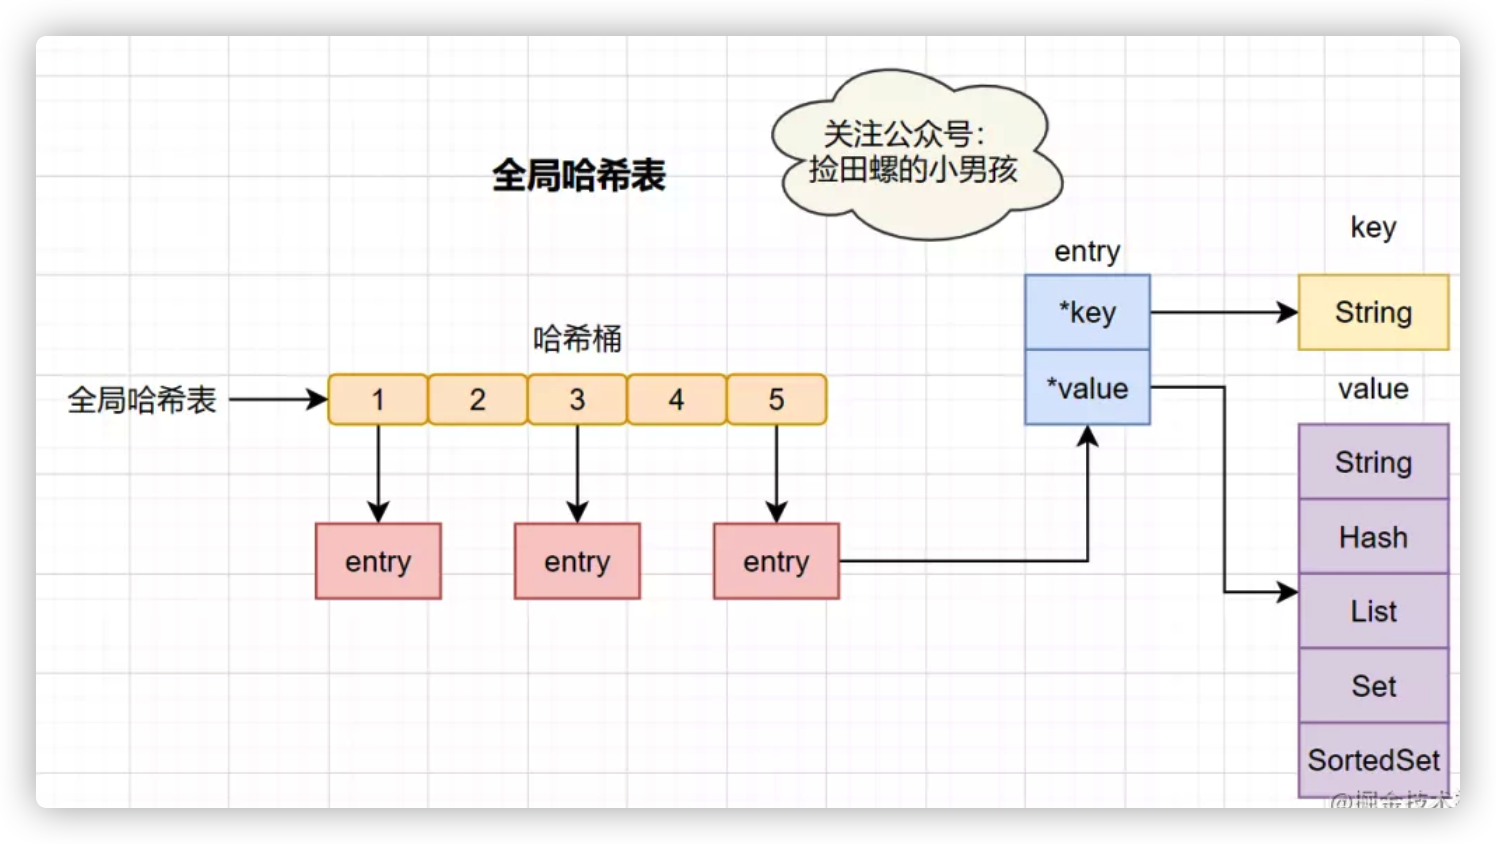 关注公众号：
捡田螺的小男孩
全局哈希表
key
entry
*key
String
哈希桶
*value
value
全局哈希表
1
2
3
4
5
String
Hash
entry
entry
entry
List
Set
SortedSet